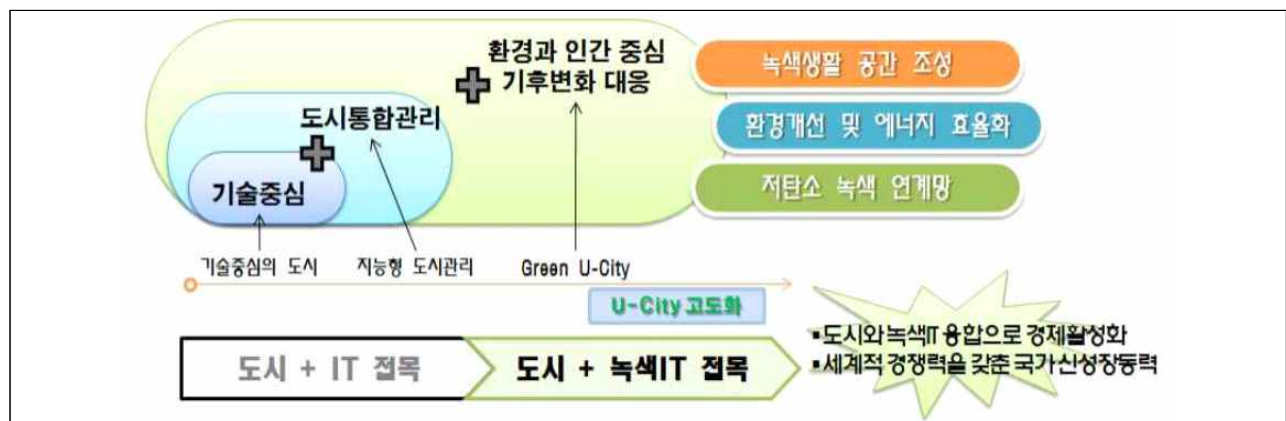 환경과 인간 중심
기후변화 대응
도시통합관리
기술중심
녹색생활 공간 조성
환경개선 및 에너지 효율화
저탄소 녹색 연계망
기술중심의 도시
지능형 도시관리
Green U-City
U-City 고도화
도시 + IT 접목
도시 + 녹색IT 접목
▪도시와 녹색IT 융합으로 경제활성화
▪세계적 경쟁력을 갖춘 국가 신성장동력